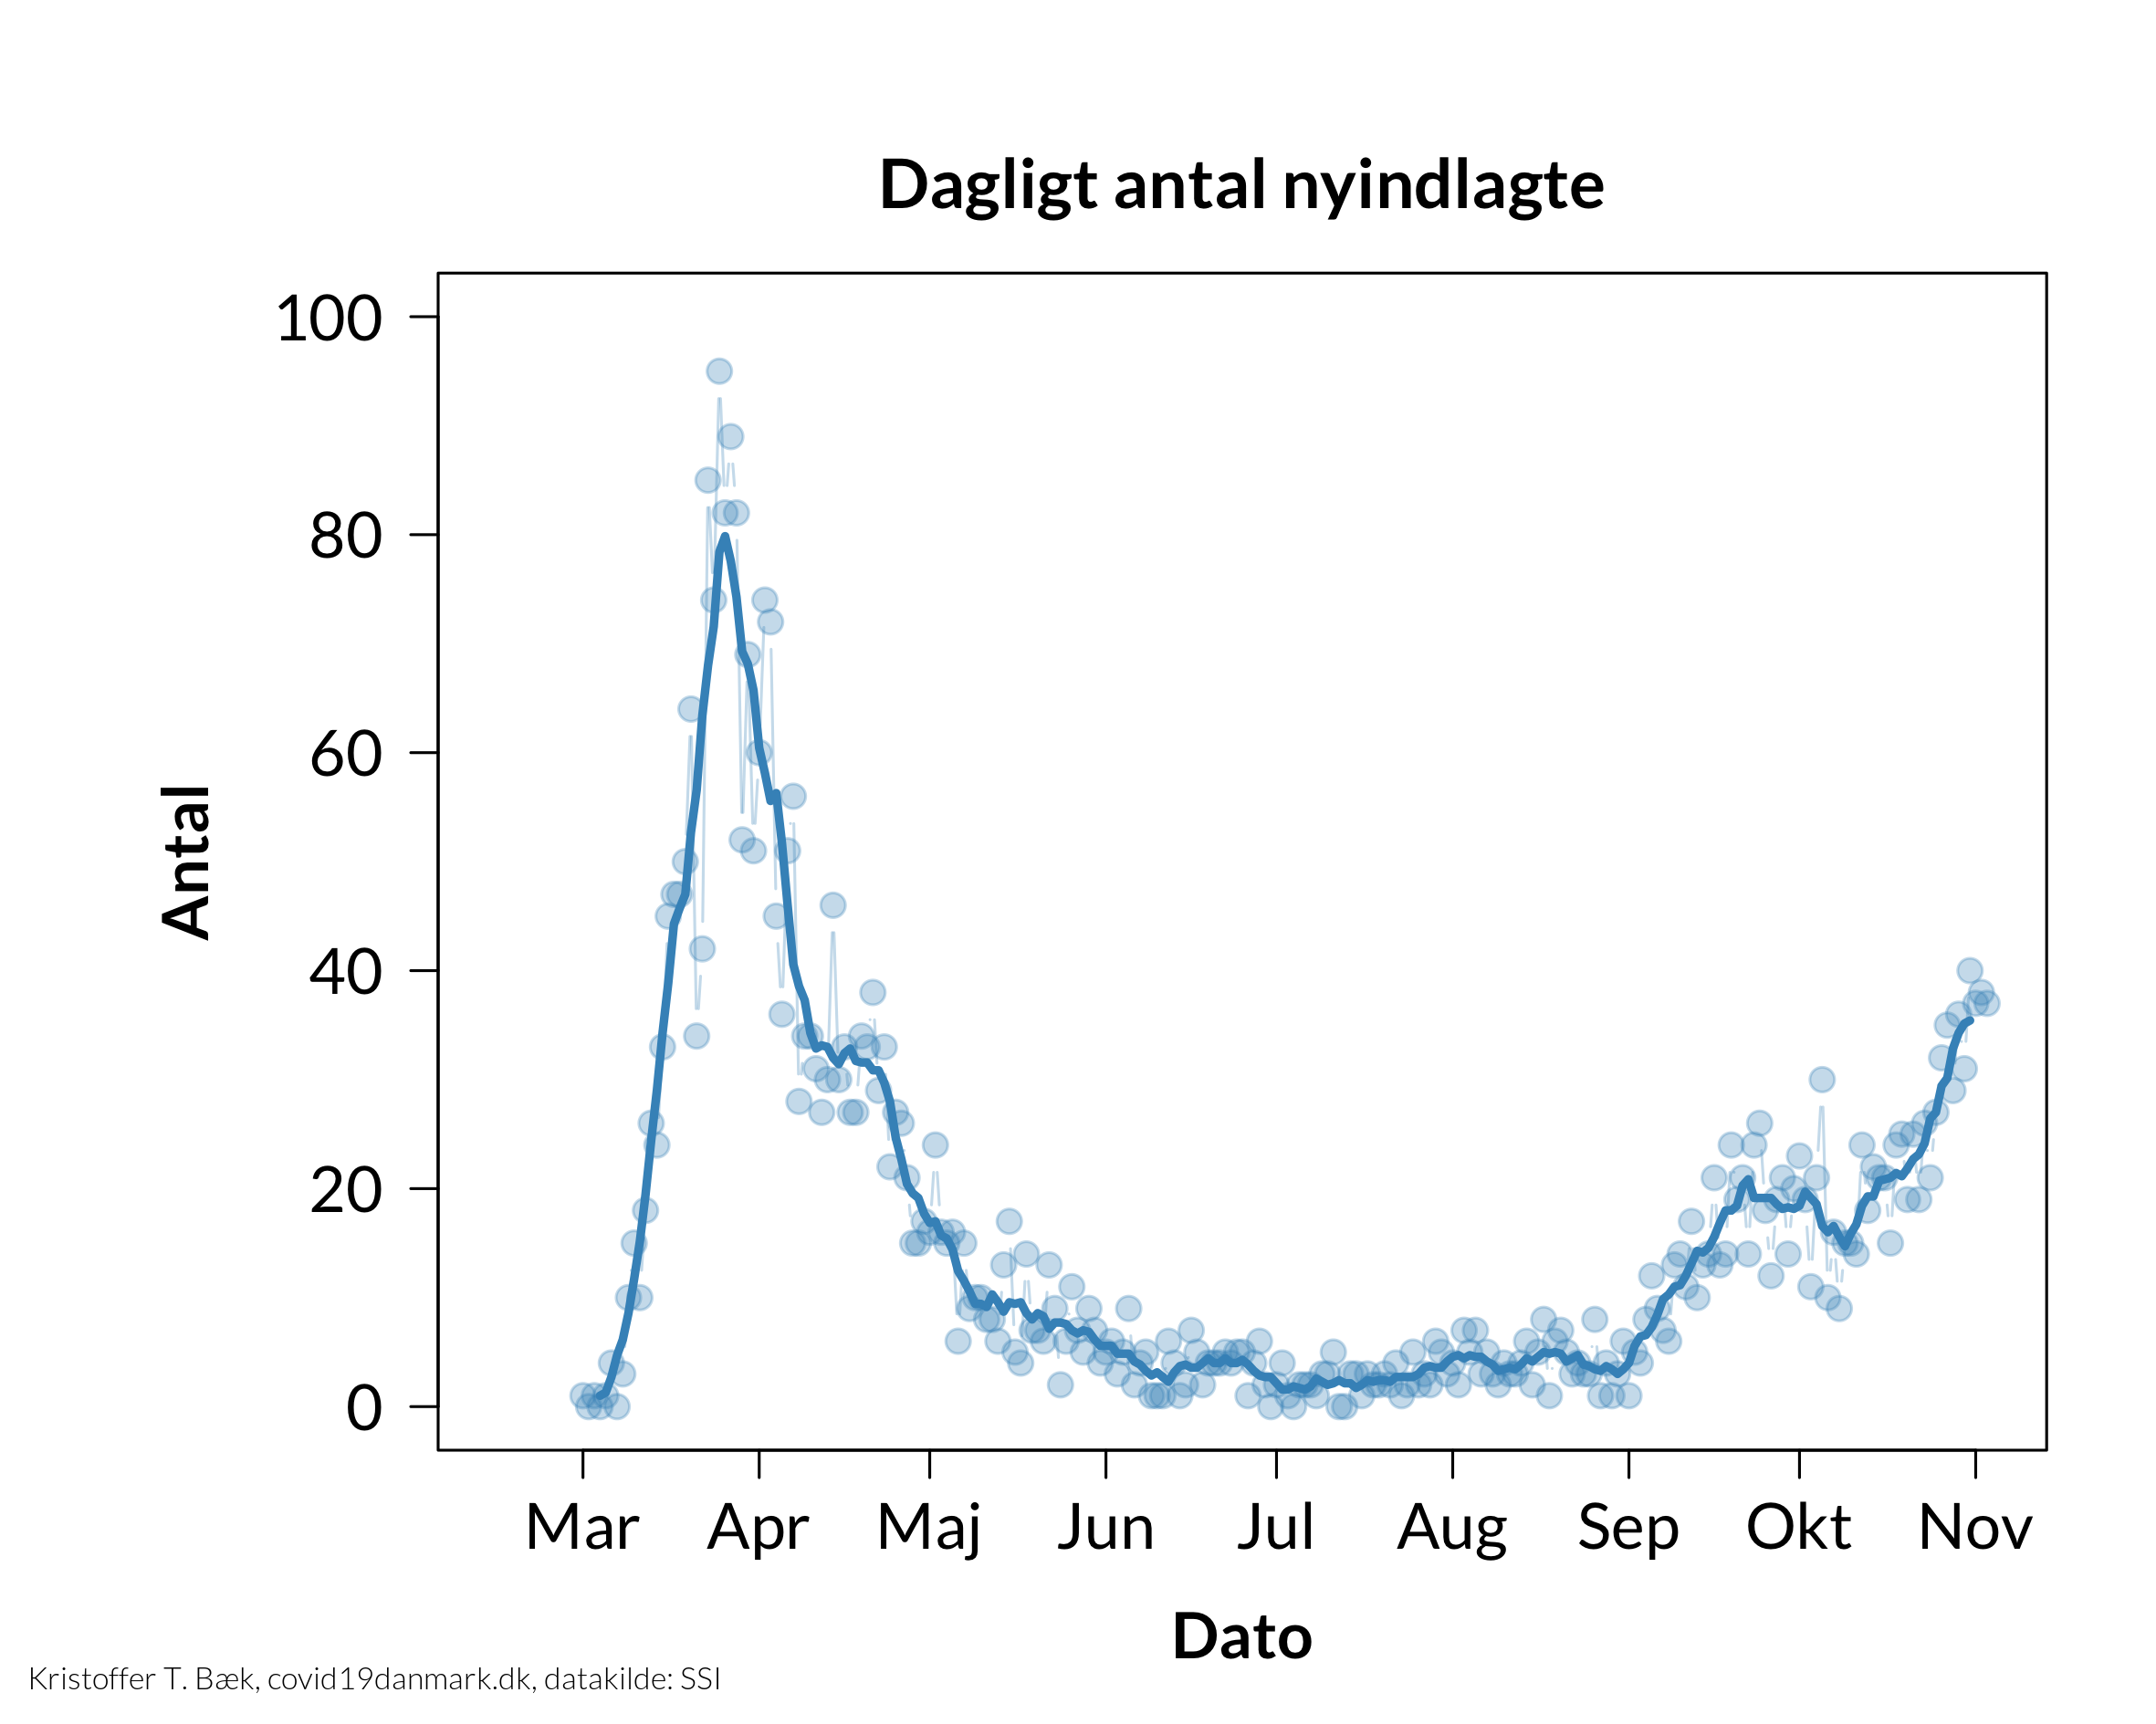 Dagligt antal nyindlagte
Antal
100
80
60
40
20
0
Mar Apr Maj Jun Jul Aug Sep Okt Nov
Dato
Kristoffer T. Bæk, covid19danmark.dk, datakilde: SSI